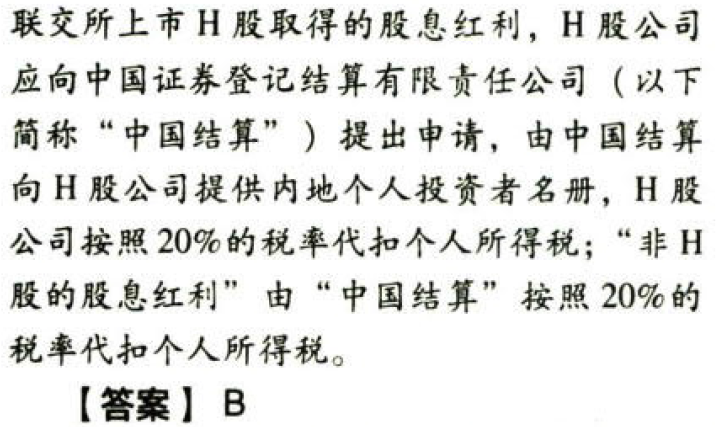 联交所上市H股取得的股息红利，H股公司
应向中国证券登记结算有限责任公司（以下
简称“中国结算”）提出申请，由中国结算
向H股公司提供内地个人投资者名册，H股
公司按照20%的税率代扣个人所得税；“非H
股的股息红利”由“中国结算”按照20%的
税率代扣个人所得税。
【答案】B